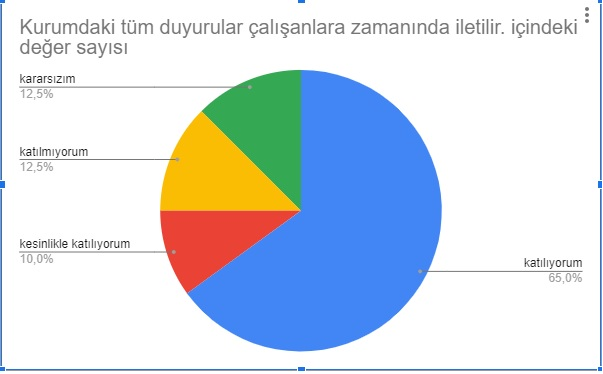 Kurumdaki tüm duyurular çalışanlara zamanında iletilir. içindeki
değer sayısı
kararsızım
12,5%
katılmıyorum
12,5%
kesinlikle katılıyorum
10,0%
katılıyorum
65,0%